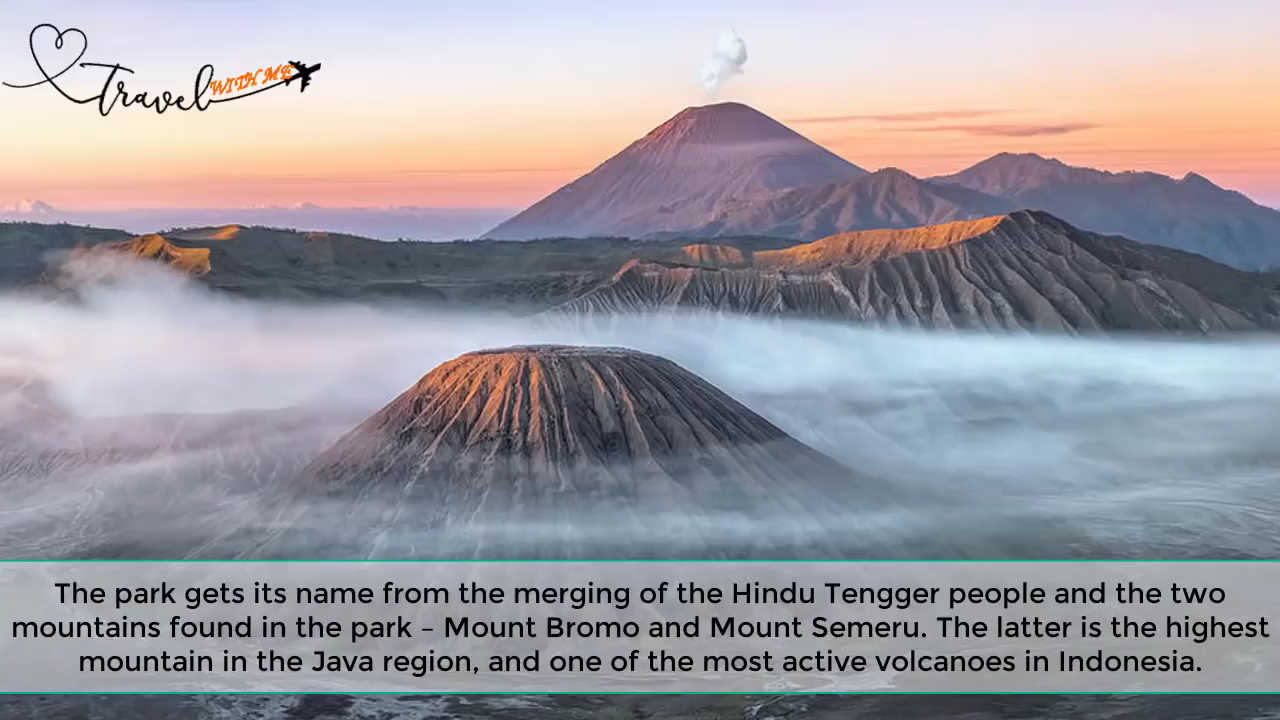 Travel WITH ME
The park gets its name from the merging of the Hindu Tengger people and the two
mountains found in the park – Mount Bromo and Mount Semeru. The latter is the highest
mountain in the Java region, and one of the most active volcanoes in Indonesia.